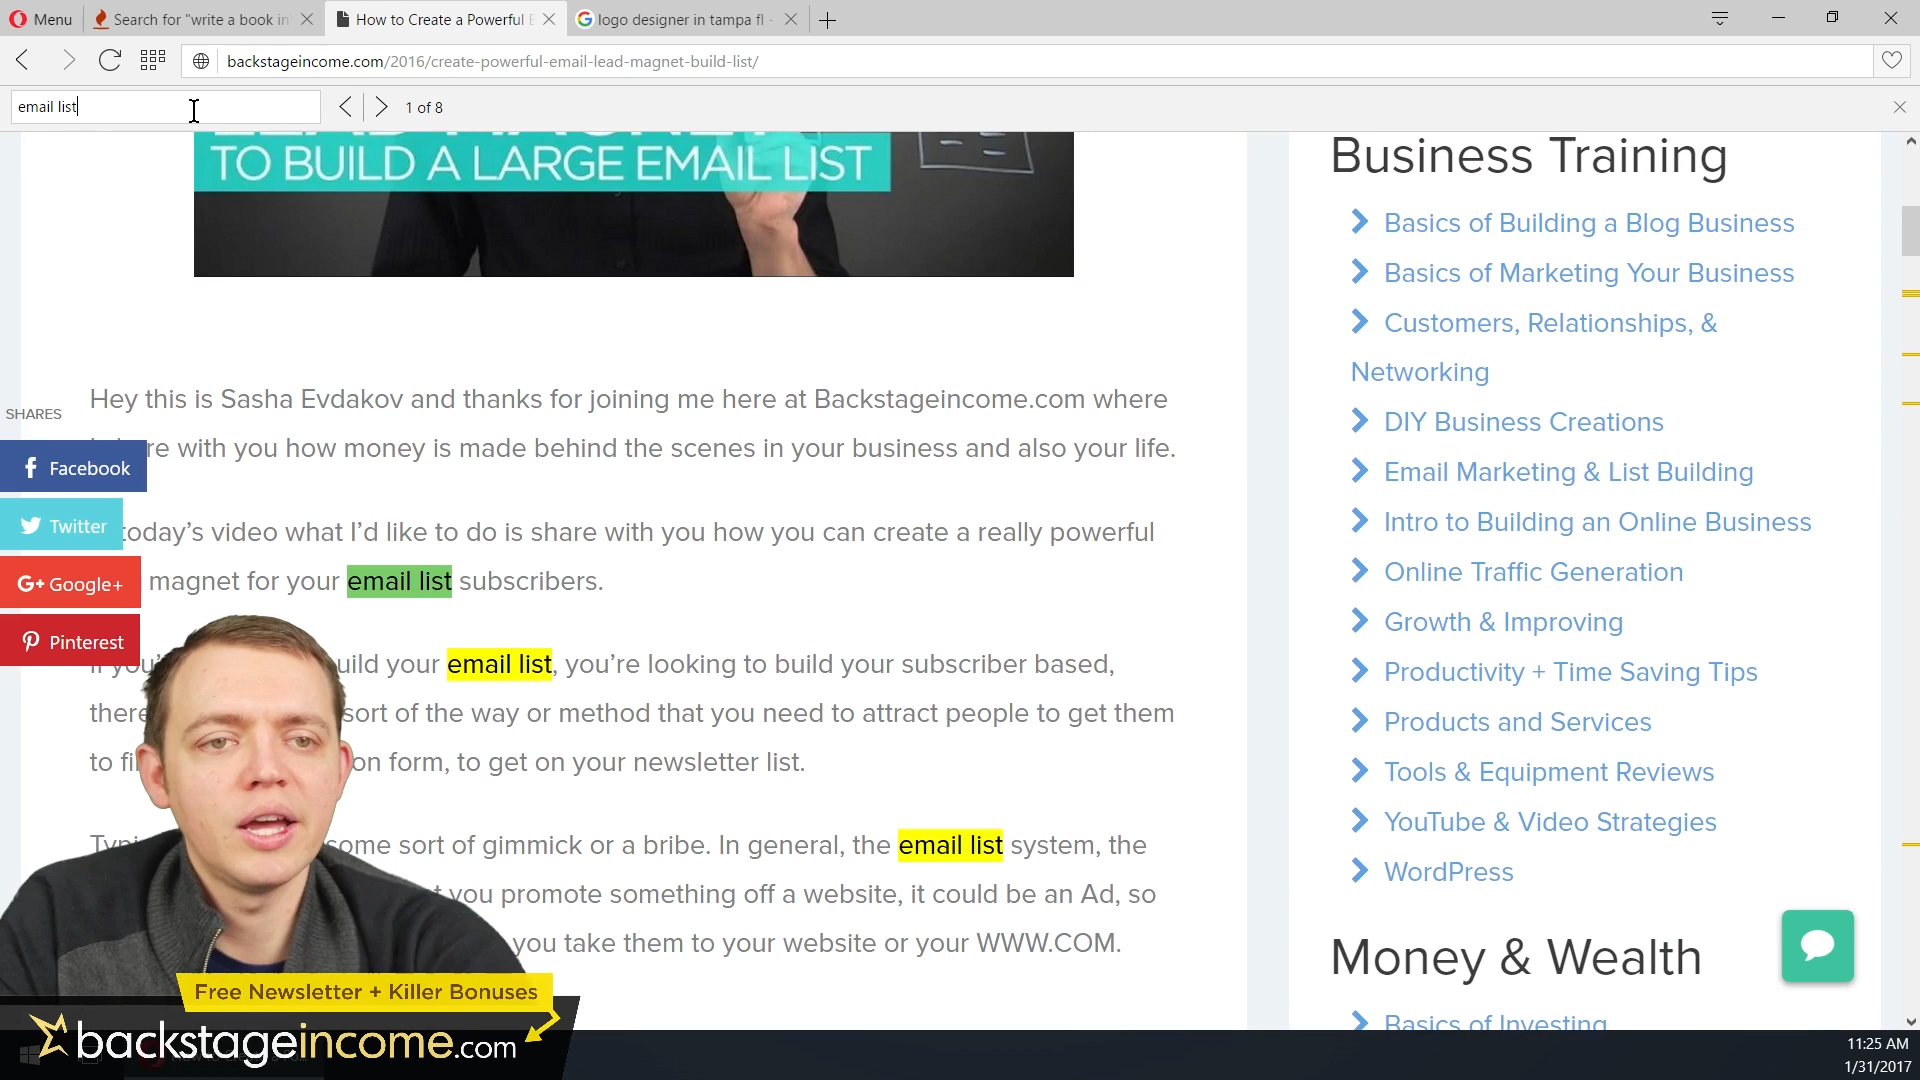 Menu
Search for "write a book in
How to Create a Powerful E
logo designer in tampa fl -
backstageincome.com/2016/create-powerful-email-lead-magnet-build-list/
email list
1 of 8
TO BUILD A LARGE EMAIL LIST
Hey this is Sasha Evdakov and thanks for joining me here at Backstageincome.com where
re with you how money is made behind the scenes in your business and also your life.
today's video what I'd like to do is share with you how you can create a really powerful
magnet for your email list subscribers.
If you' uild your email list, you're looking to build your subscriber based,
there sort of the way or method that you need to attract people to get them
to fil on form, to get on your newsletter list.
some sort of gimmick or a bribe. In general, the email list system, the
you promote something off a website, it could be an Ad, so
you take them to your website or your WWW.COM.
SHARES
Facebook
Twitter
G+ Google+
Pinterest
Business Training
Basics of Building a Blog Business
Basics of Marketing Your Business
Customers, Relationships, &
Networking
DIY Business Creations
Email Marketing & List Building
Intro to Building an Online Business
Online Traffic Generation
Growth & Improving
Productivity + Time Saving Tips
Products and Services
Tools & Equipment Reviews
YouTube & Video Strategies
WordPress
Money & Wealth
Basics of Investing
Free Newsletter + Killer Bonuses
backstageincome.com
11:25 AM
1/31/2017